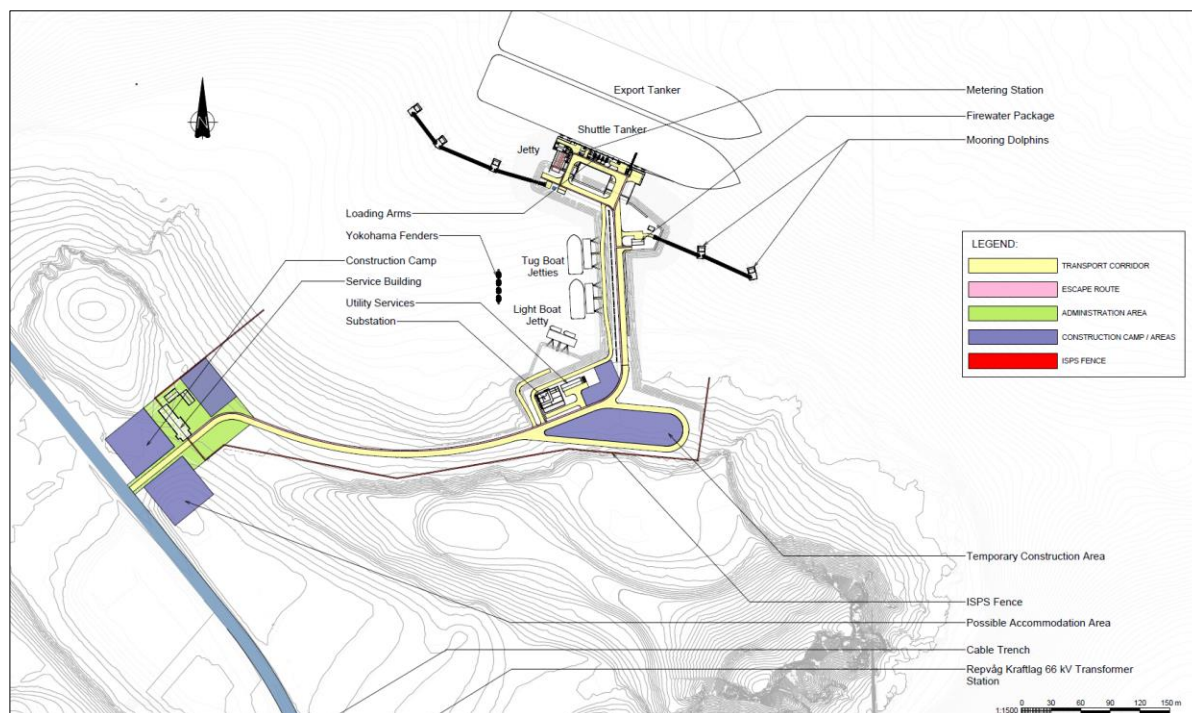 Export Tanker
Metering Station
Firewater Package
Shuttle Tanker
Mooring Dolphins
Jetty
Loading Arms
Yokohama Fenders
Construction Camp
Service Building
Utility Services
Substation
Tug Boat
Jetties
Light Boat
Jetty
LEGEND:
TRANSPORT CORRIDOR
ESCAPE ROUTE
ADMINISTRATION AREA
CONSTRUCTION CAMP / AREAS
ISPS FENCE
Temporary Construction Area
ISPS Fence
Possible Accommodation Area
Cable Trench
Repvåg Kraftlag 66 kV Transformer
Station
0 30 60 90 120 150 m
1:1500